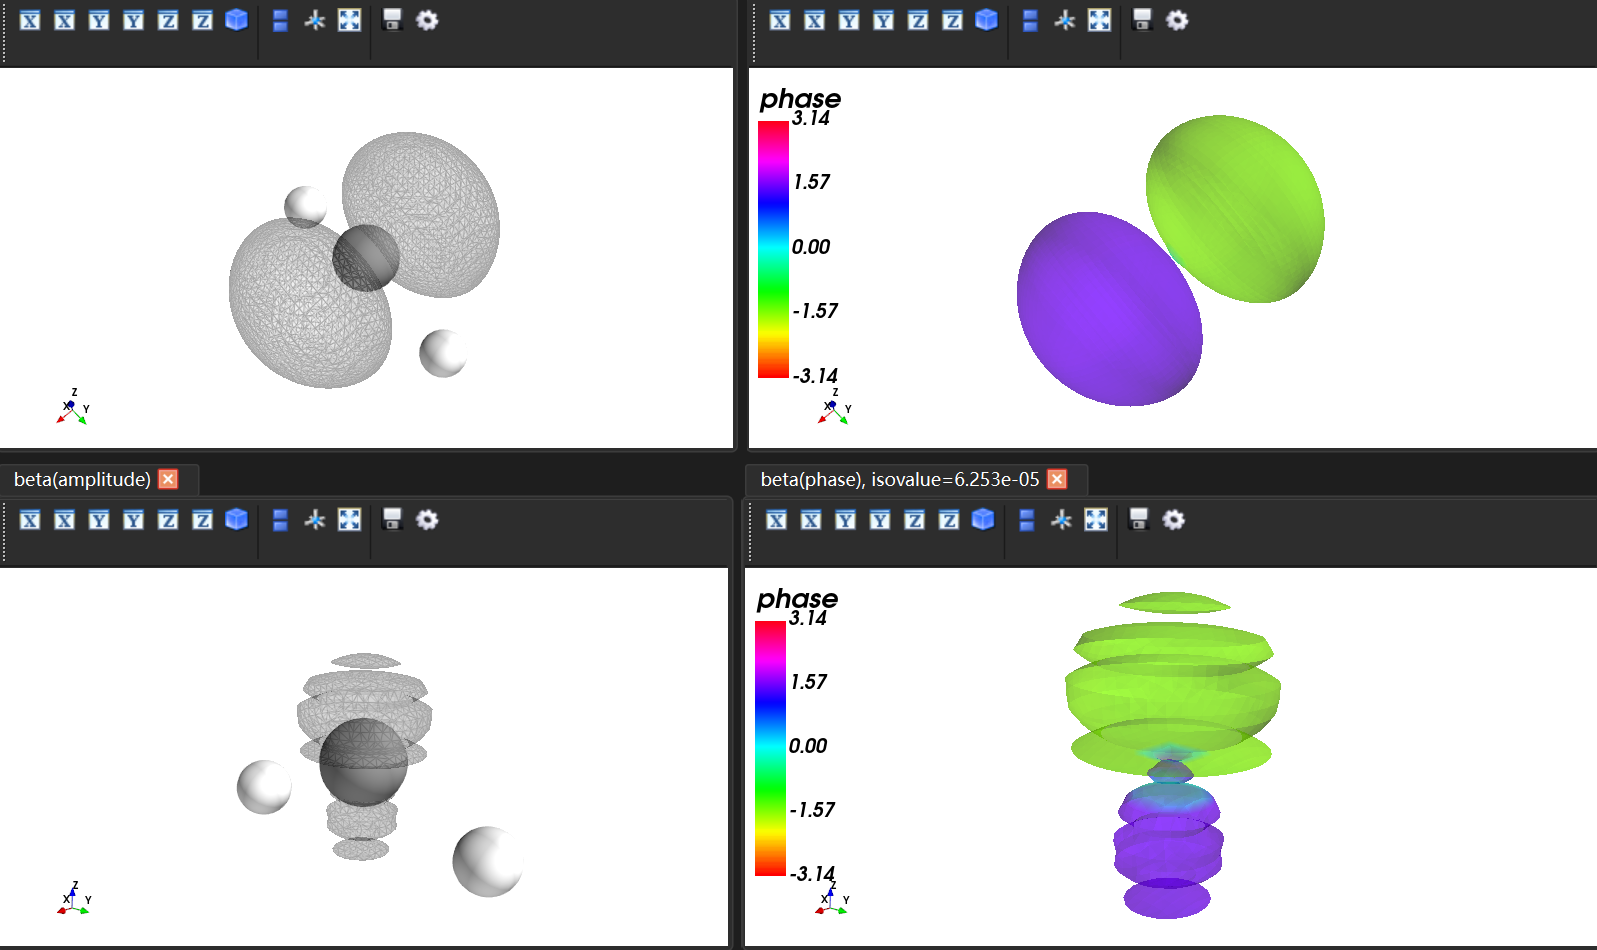 X X Y Y Z Z
X X Y Y Z Z
phase
3.14
1.57
0.00
-1.57
-3.14
Z
X Y
Z
X Y
beta(amplitude)
beta(phase), isovalue=6.253e-05
X X Y Y Z Z
X X Y Y Z Z
phase
3.14
1.57
0.00
-1.57
-3.14
Z
X Y
Z
X Y